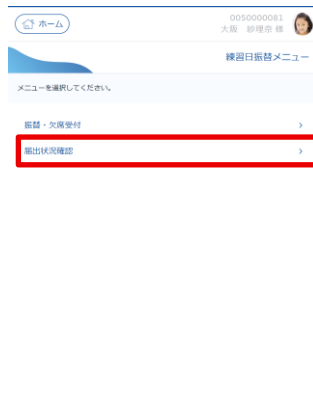 ホーム
0050000081
大阪 紗理奈 様
練習日振替メニュー
メニューを選択してください。
振替・欠席受付
届出状況確認